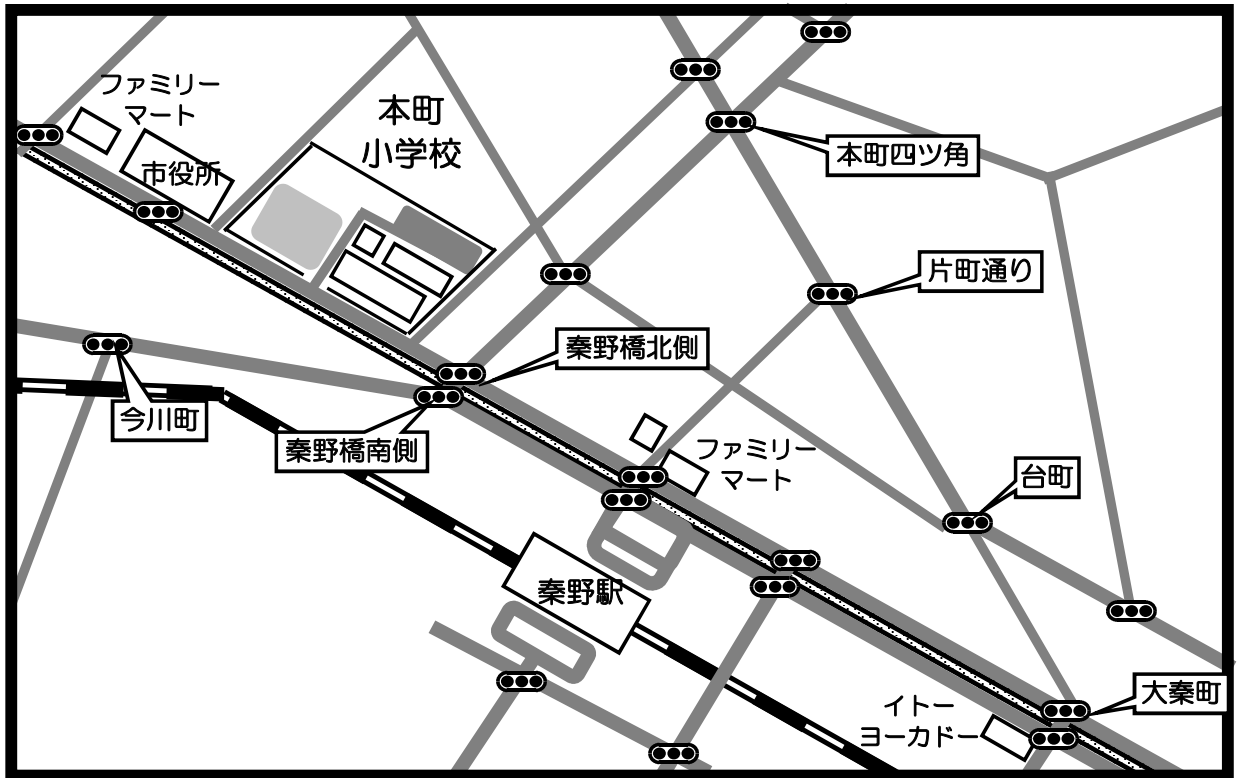 ファミリー
マート
市役所
本町
小学校
本町四ツ角
片町通り
秦野橋北側
今川町
秦野橋南側
ファミリー
マート
台町
秦野駅
大秦町
イトー
ヨーカドー